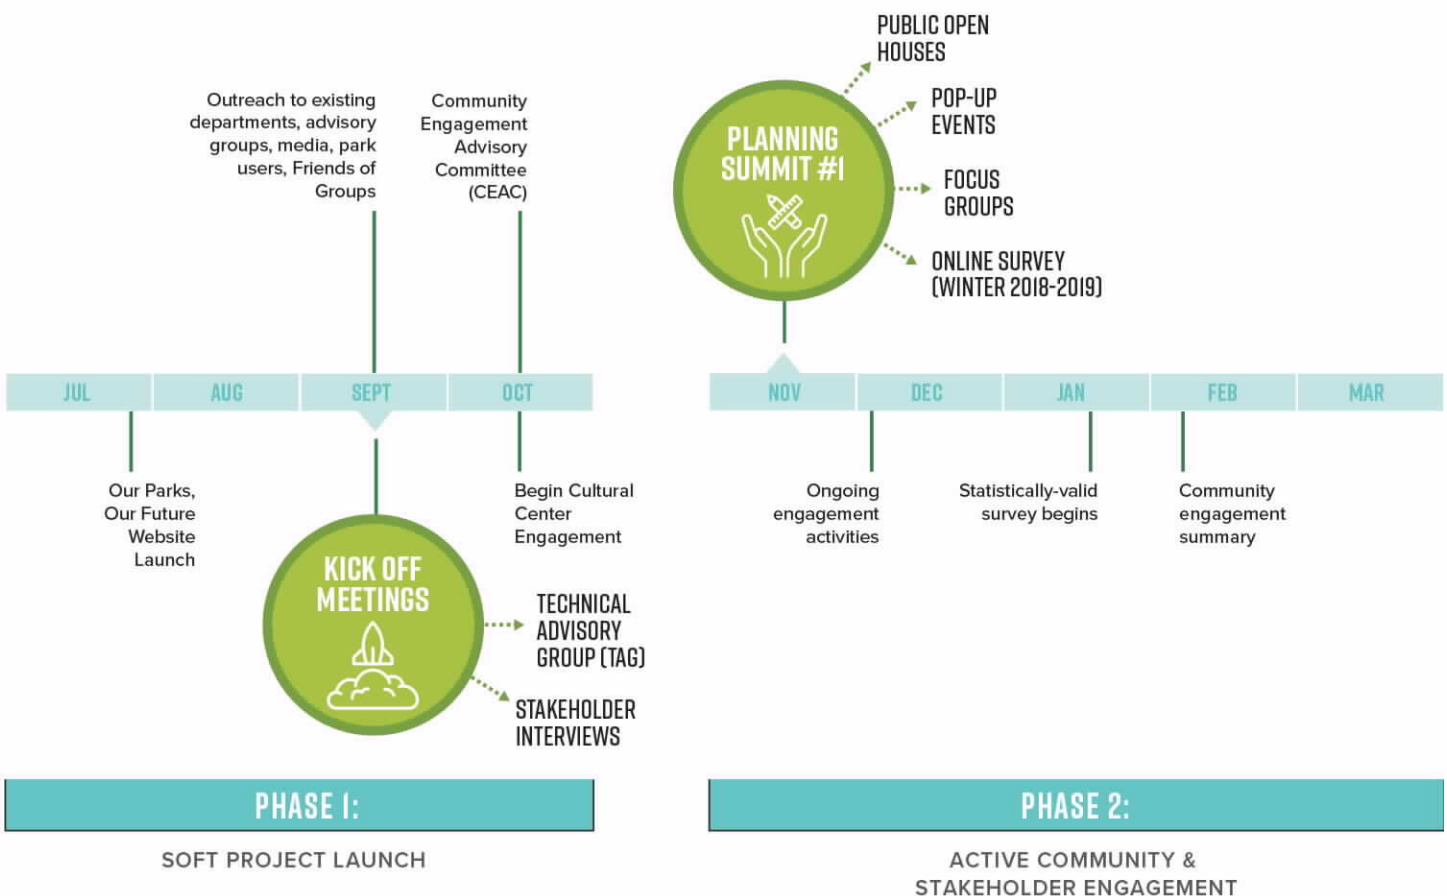 Outreach to existing
departments, advisory
groups, media, park
users, Friends of
Groups
Community
Engagement
Advisory
Committee
(CEAC)
JUL
AUG
SEPT
OCT
Our Parks,
Our Future
Website
Launch
KICK OFF
MEETINGS
TECHNICAL
ADVISORY
GROUP (TAG)
STAKEHOLDER
INTERVIEWS
Begin Cultural
Center
Engagement
PHASE 1:
SOFT PROJECT LAUNCH
PLANNING
SUMMIT #1
PUBLIC OPEN
HOUSES
POP-UP
EVENTS
FOCUS
GROUPS
ONLINE SURVEY
(WINTER 2018-2019)
NOV
DEC
JAN
FEB
MAR
Ongoing
engagement
activities
Statistically-valid
survey begins
Community
engagement
summary
PHASE 2:
ACTIVE COMMUNITY &
STAKEHOLDER ENGAGEMENT